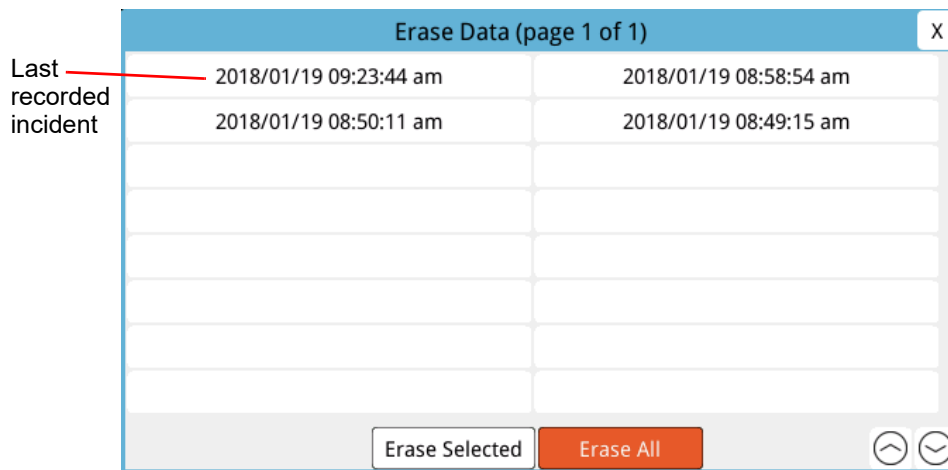 Erase Data (page 1 of 1)
X
Last
recorded
incident
2018/01/19 09:23:44 am
2018/01/19 08:58:54 am
2018/01/19 08:50:11 am
2018/01/19 08:49:15 am
Erase Selected
Erase All